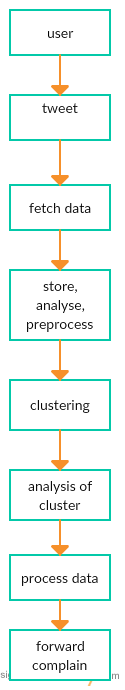 user
tweet
fetch data
store,
analyse,
preprocess
clustering
analysis of
cluster
process data
forward
complain